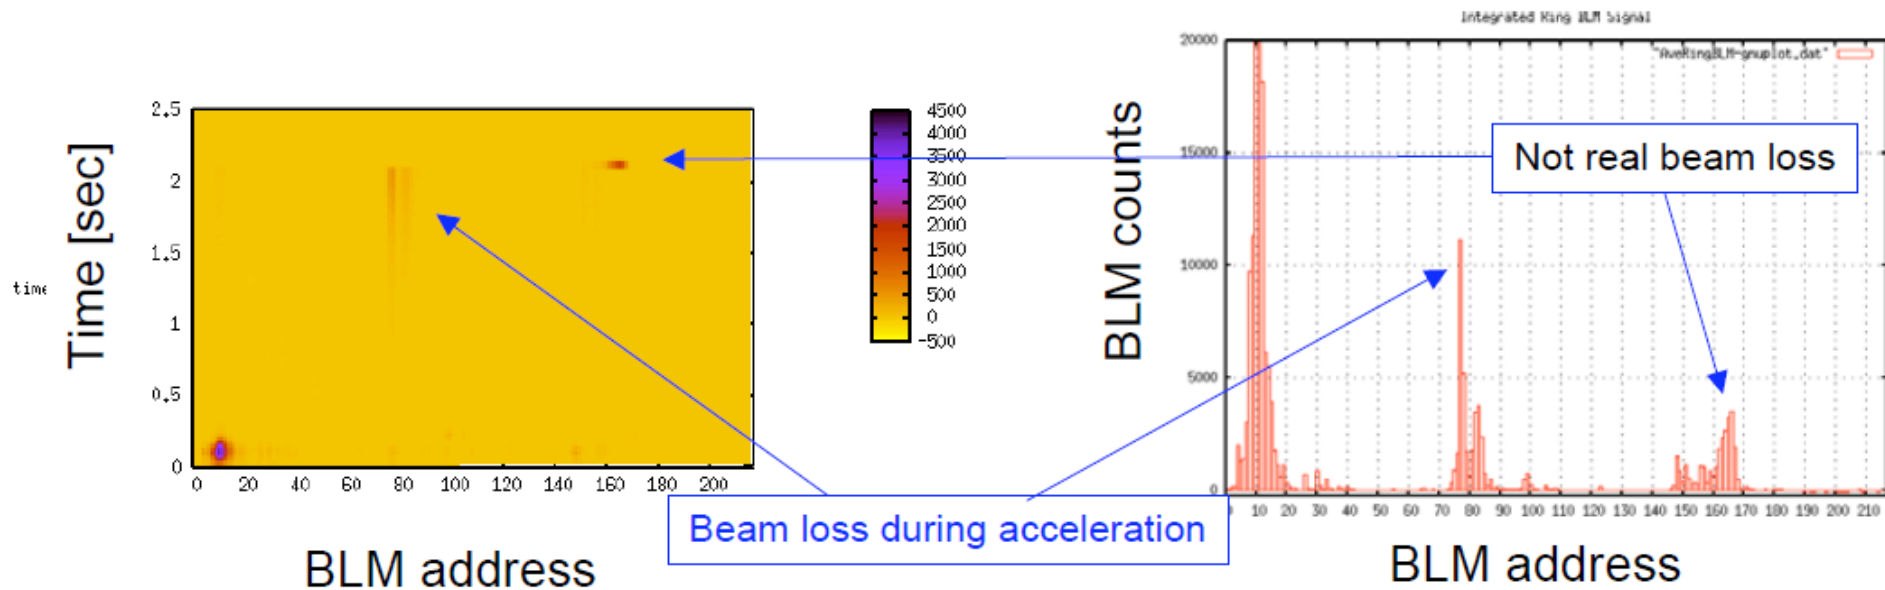 Integrated Ring BLM Signal
"AveRingBLM-gnuplot.dat"
20000
15000
10000
5000
0
BLM counts
10 20 30 40 50 60 70 80 90 100 110 120 130 140 150 160 170 180 190 200 210
BLM address
Not real beam loss
2.5
2
1.5
1
0.5
0
time
Time [sec]
0 20 40 60 80 100 120 140 160 180 200
BLM address
4500
4000
3500
3000
2500
2000
1500
1000
500
0
-500
Beam loss during acceleration